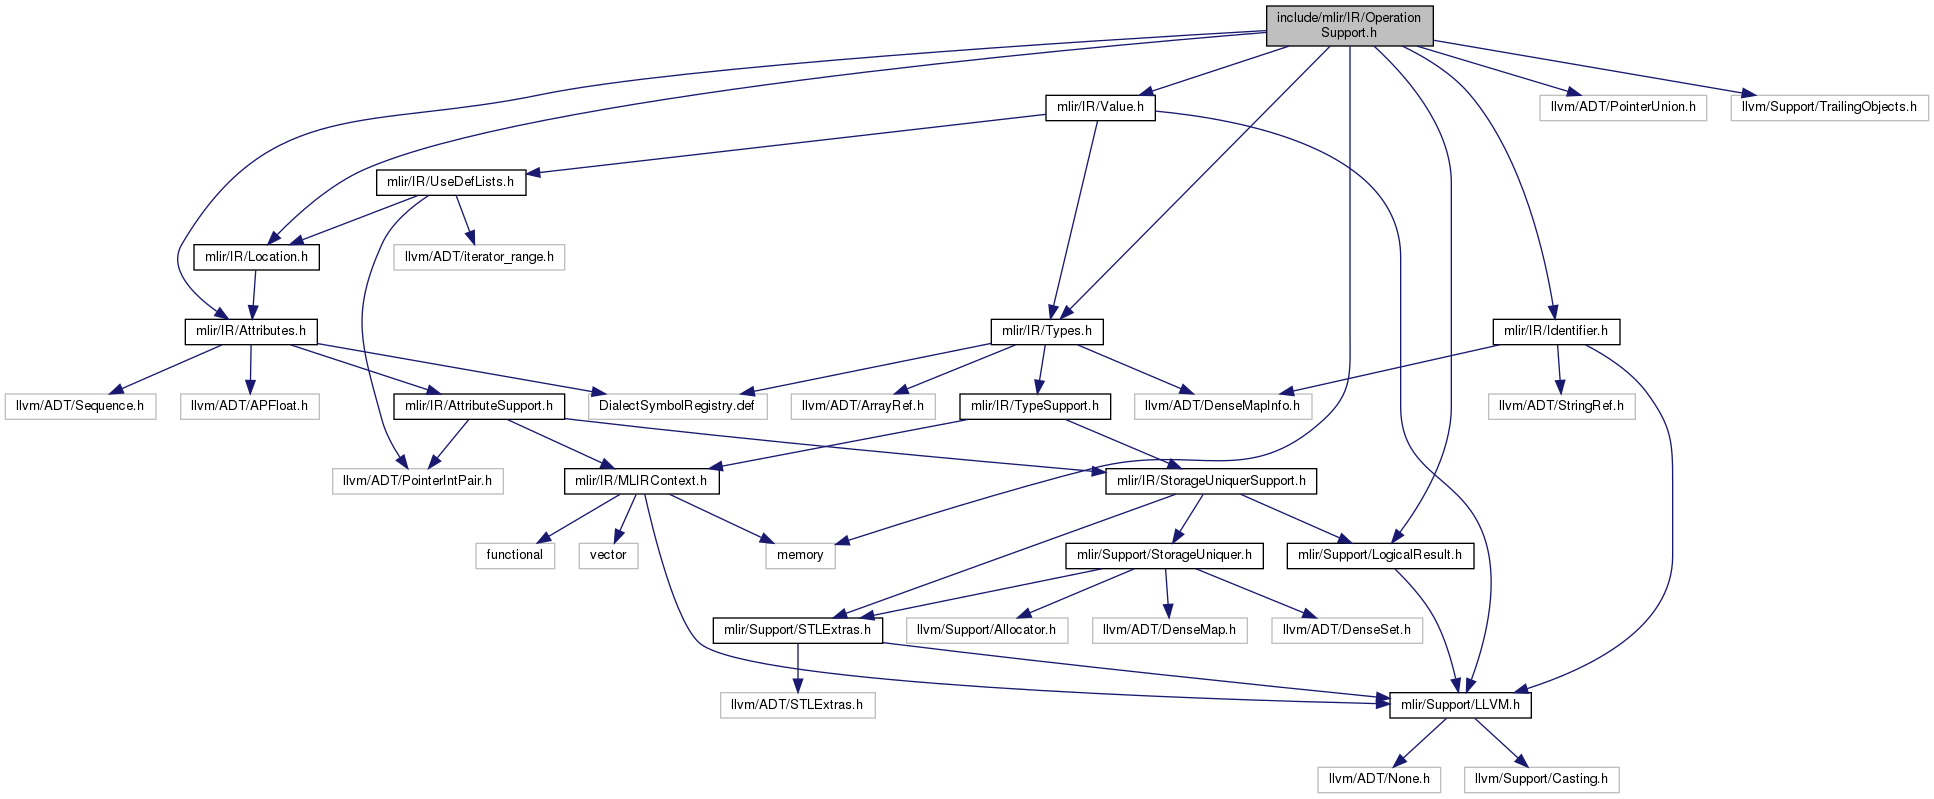 include/mlir/IR/Operation
Support.h
mlir/IR/Value.h
llvm/ADT/PointerUnion.h
llvm/Support/TrailingObjects.h
mlir/IR/UseDefLists.h
mlir/IR/Location.h
llvm/ADT/iterator_range.h
mlir/IR/Attributes.h
mlir/IR/Types.h
mlir/IR/Identifier.h
llvm/ADT/Sequence.h
llvm/ADT/APFloat.h
mlir/IR/AttributeSupport.h
DialectSymbolRegistry.def
llvm/ADT/ArrayRef.h
mlir/IR/TypeSupport.h
llvm/ADT/DenseMapInfo.h
llvm/ADT/StringRef.h
llvm/ADT/PointerIntPair.h
mlir/IR/MLIRContext.h
mlir/IR/StorageUniquerSupport.h
functional
vector
memory
mlir/Support/StorageUniquer.h
mlir/Support/LogicalResult.h
mlir/Support/STLExtras.h
llvm/Support/Allocator.h
llvm/ADT/DenseMap.h
llvm/ADT/DenseSet.h
llvm/ADT/STLExtras.h
mlir/Support/LLVM.h
llvm/ADT/None.h
llvm/Support/Casting.h